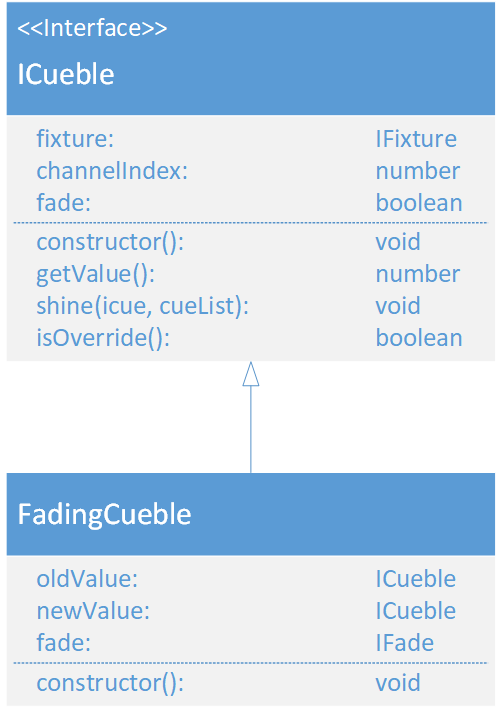 <<Interface>>
ICueble
fixture: IFixture
channelIndex: number
fade: boolean
constructor(): void
getValue(): number
shine(icue, cueList): void
isOverride(): boolean
FadingCueble
oldValue: ICueble
newValue: ICueble
fade: IFade
constructor(): void